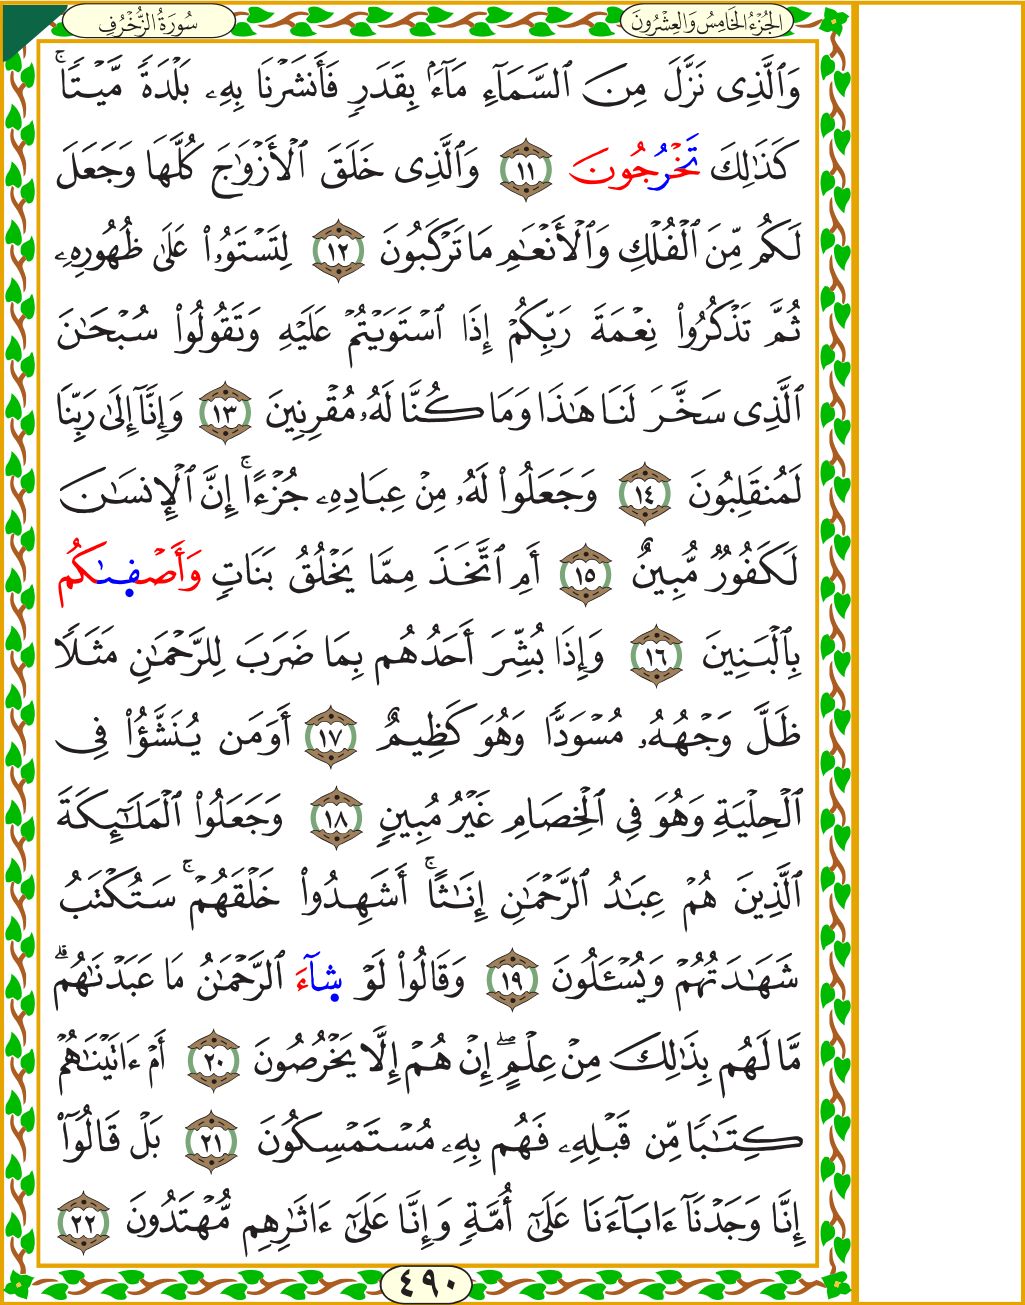 سُورَةُ الزُّخْرُفِ
الجُزْءُ الخَامِسُ وَالعِشْرُونَ
وَٱلَّذِى نَزَّلَ مِنَ ٱلسَّمَآءِ مَآءَۢ بِقَدَرٍ فَأَنشَرْنَا بِهِۦ بَلْدَةً مَّيْتًاۚ
كَذَٰلِكَ تَخْرُجُونَ ١١ وَٱلَّذِى خَلَقَ ٱلْأَزْوَٰجَ كُلَّهَا وَجَعَلَ
لَكُم مِّنَ ٱلْفُلْكِ وَٱلْأَنْعَٰمِ مَا تَرْكَبُونَ ١٢ لِتَسْتَوُۥا۟ عَلَىٰ ظُهُورِهِۦ
ثُمَّ تَذْكُرُوا۟ نِعْمَةَ رَبِّكُمْ إِذَا ٱسْتَوَيْتُمْ عَلَيْهِ وَتَقُولُوا۟ سُبْحَٰنَ
ٱلَّذِى سَخَّرَ لَنَا هَٰذَا وَمَا كُنَّا لَهُۥ مُقْرِنِينَ ١٣ وَإِنَّآ إِلَىٰ رَبِّنَا
لَمُنقَلِبُونَ ١٤ وَجَعَلُوا۟ لَهُۥ مِنْ عِبَادِهِۦ جُزْءًاۚ إِنَّ ٱلْإِنسَٰنَ
لَكَفُورٌ مُّبِينٌ ١٥ أَمِ ٱتَّخَذَ مِمَّا يَخْلُقُ بَنَاتٍ وَأَصْفَىٰكُم
بِٱلْبَنِينَ ١٦ وَإِذَا بُشِّرَ أَحَدُهُم بِمَا ضَرَبَ لِلرَّحْمَٰنِ مَثَلًا
ظَلَّ وَجْهُهُۥ مُسْوَدًّا وَهُوَ كَظِيمٌ ١٧ أَوَمَن يُنَشَّؤُا۟ فِى
ٱلْحِلْيَةِ وَهُوَ فِى ٱلْخِصَامِ غَيْرُ مُبِينٍ ١٨ وَجَعَلُوا۟ ٱلْمَلَٰٓئِكَةَ
ٱلَّذِينَ هُمْ عِبَٰدُ ٱلرَّحْمَٰنِ إِنَٰثًاۚ أَشَهِدُوا۟ خَلْقَهُمْۚ سَتُكْتَبُ
شَهَٰدَتُهُمْ وَيُسْـَٔلُونَ ١٩ وَقَالُوا۟ لَوْ شَآءَ ٱلرَّحْمَٰنُ مَا عَبَدْنَٰهُمۗ
مَّا لَهُم بِذَٰلِكَ مِنْ عِلْمٍۖ إِنْ هُمْ إِلَّا يَخْرُصُونَ ٢٠ أَمْ ءَاتَيْنَٰهُمْ
كِتَٰبًا مِّن قَبْلِهِۦ فَهُم بِهِۦ مُسْتَمْسِكُونَ ٢١ بَلْ قَالُوٓا۟
إِنَّا وَجَدْنَآ ءَابَآءَنَا عَلَىٰٓ أُمَّةٍ وَإِنَّا عَلَىٰٓ ءَاثَٰرِهِم مُّهْتَدُونَ ٢٢
٤٩٠